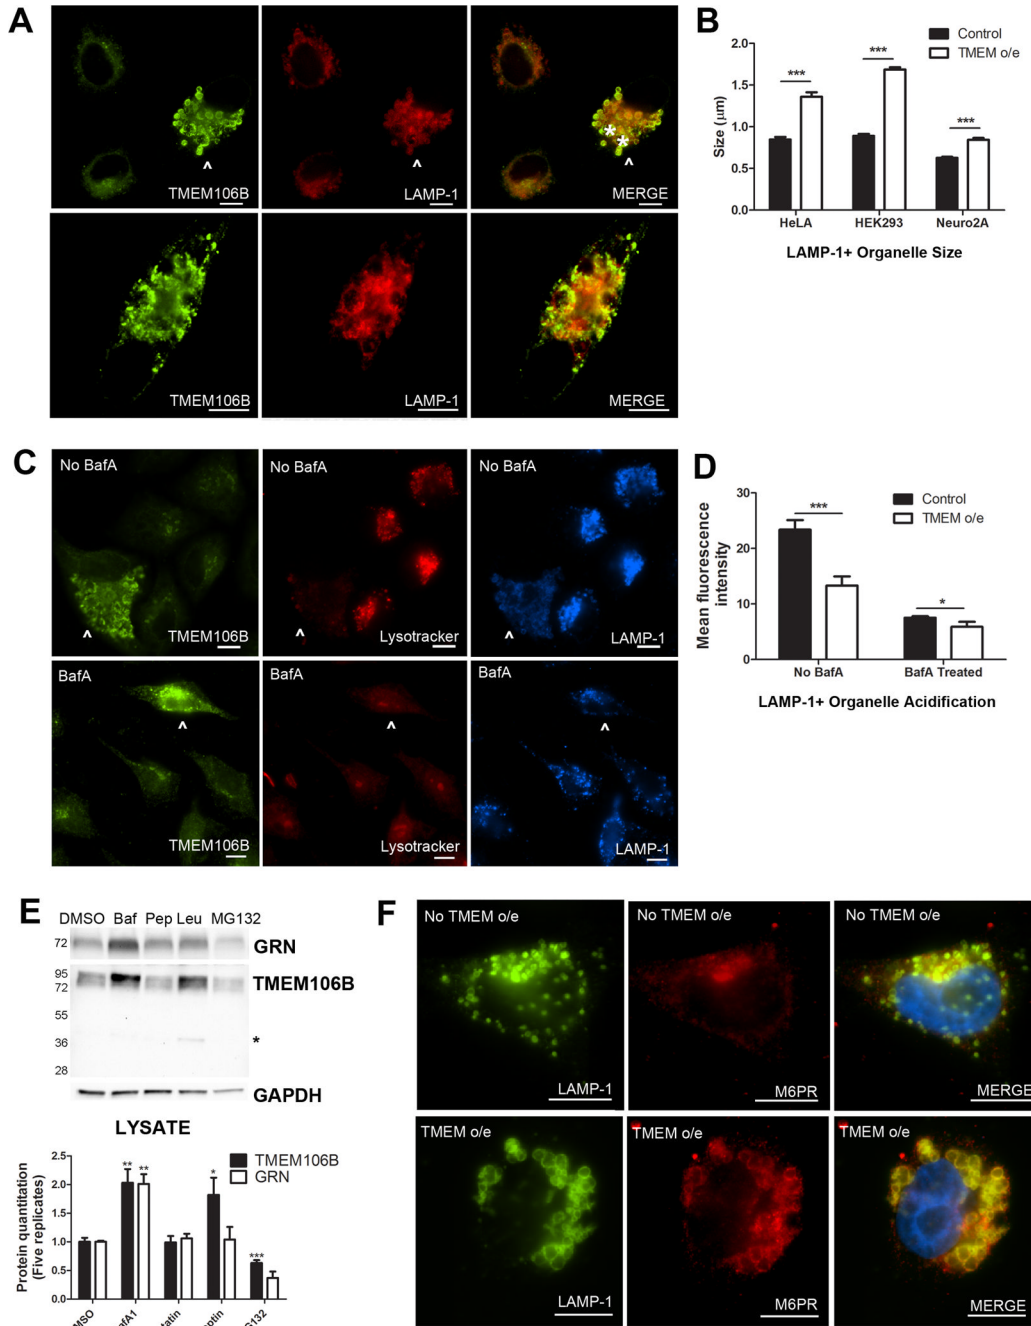 A
TMEM106B
^
LAMP-1
^
MERGE
* *
^
TMEM106B
LAMP-1
MERGE
B
Control
TMEM o/e
2.0
1.5
1.0
0.5
0.0
Size (μm)
***
***
***
HeLA
HEK293
Neuro2A
LAMP-1+ Organelle Size
C
No BafA
^
TMEM106B
^
Lysotracker
No BafA
^
LAMP-1
BafA
^
TMEM106B
BafA
^
Lysotracker
BafA
^
LAMP-1
D
Control
TMEM o/e
30
20
10
0
Mean fluorescence
intensity
***
*
No BafA
BafA Treated
LAMP-1+ Organelle Acidification
E
DMSO Baf Pep Leu MG132
72
GRN
95
72
TMEM106B
55
36
*
28
GAPDH
LYSATE
TMEM106B
GRN
2.5
2.0
1.5
1.0
0.5
0.0
Protein quantitation
(Five replicates)
**
**
*
***
F
No TMEM o/e
LAMP-1
No TMEM o/e
M6PR
No TMEM o/e
MERGE
TMEM o/e
LAMP-1
TMEM o/e
M6PR
TMEM o/e
MERGE